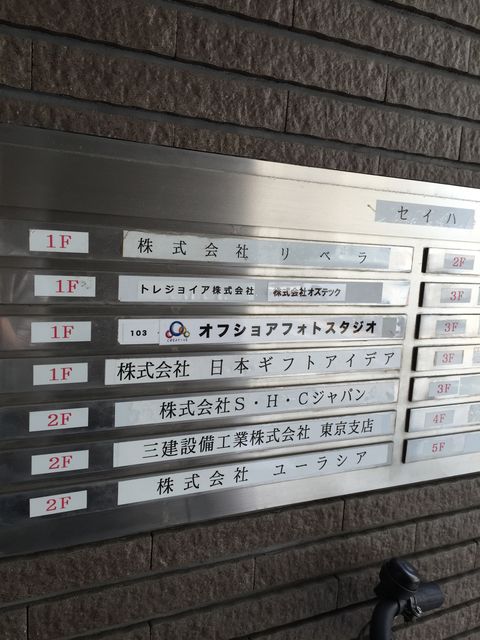 セイハ
1F 株式会社 リベラ
1F トレジョイア株式会社 株式会社オズテック
1F 103 CREATIVE オフショアフォトスタジオ
1F 株式会社 日本ギフトアイデア
2F 株式会社S・H・Cジャパン
2F 三建設備工業株式会社 東京支店
2F 株式会社 ユーラシア
2F
3F
3F
3F
3F
4F
5F